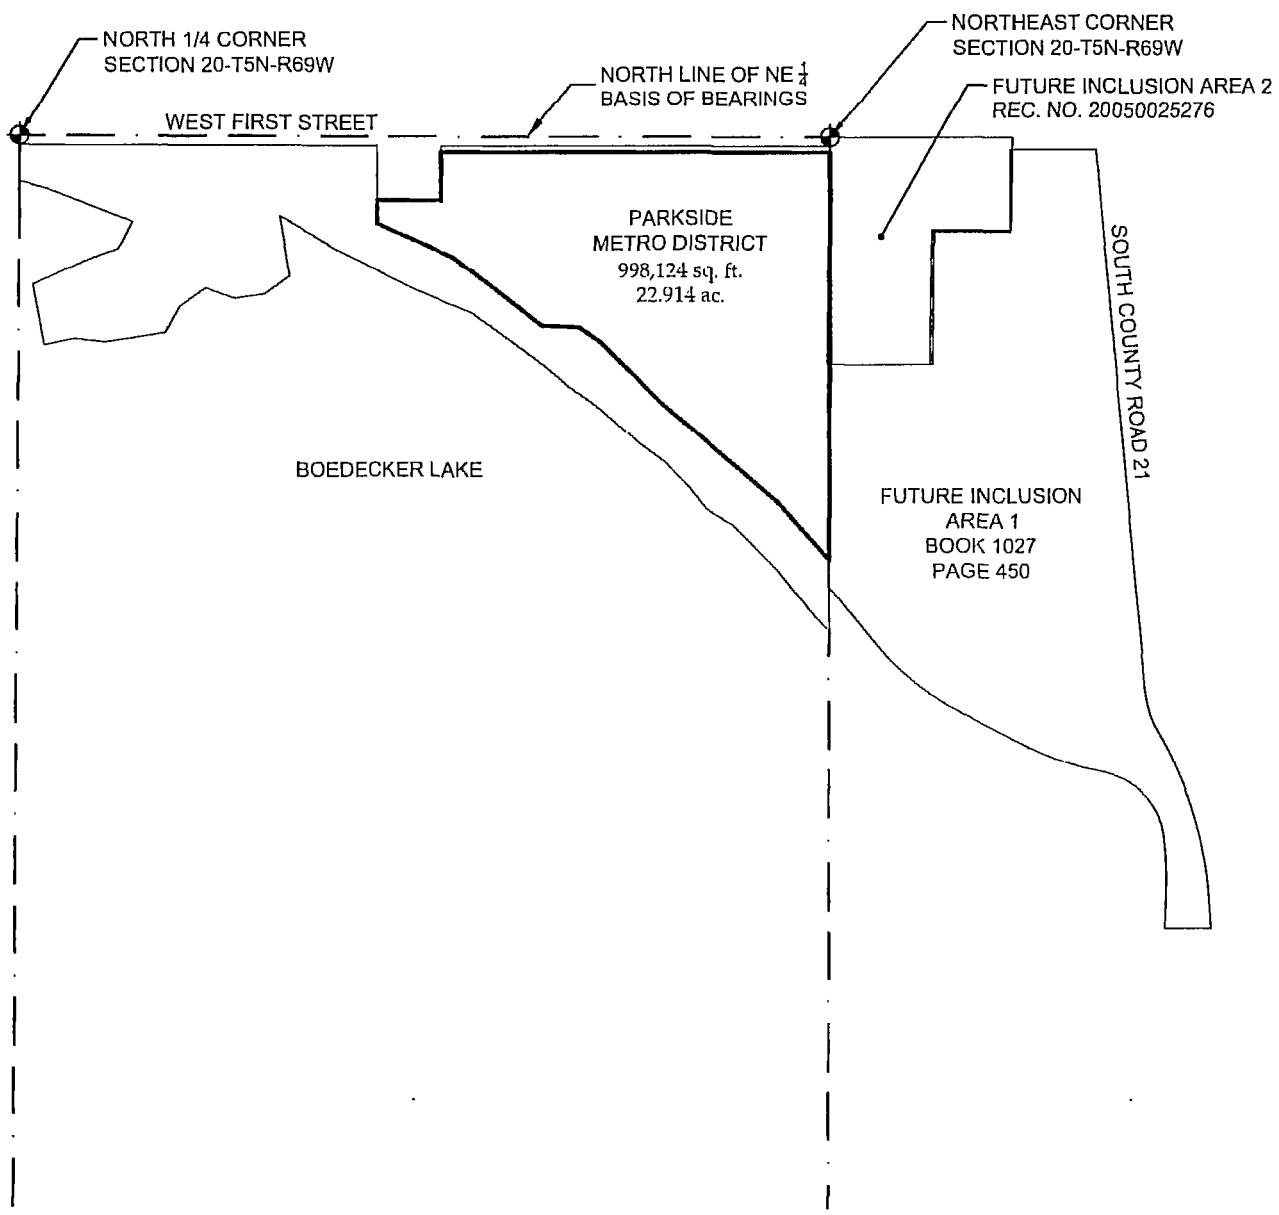 NORTH 1/4 CORNER
SECTION 20-T5N-R69W
NORTHEAST CORNER
SECTION 20-T5N-R69W
NORTH LINE OF NE 1/4
BASIS OF BEARINGS
FUTURE INCLUSION AREA 2
REC. NO. 20050025276
WEST FIRST STREET
PARKSIDE
METRO DISTRICT
998,124 sq. ft.
22.914 ac.
SOUTH COUNTY ROAD 21
BOEDECKER LAKE
FUTURE INCLUSION
AREA 1
BOOK 1027
PAGE 450